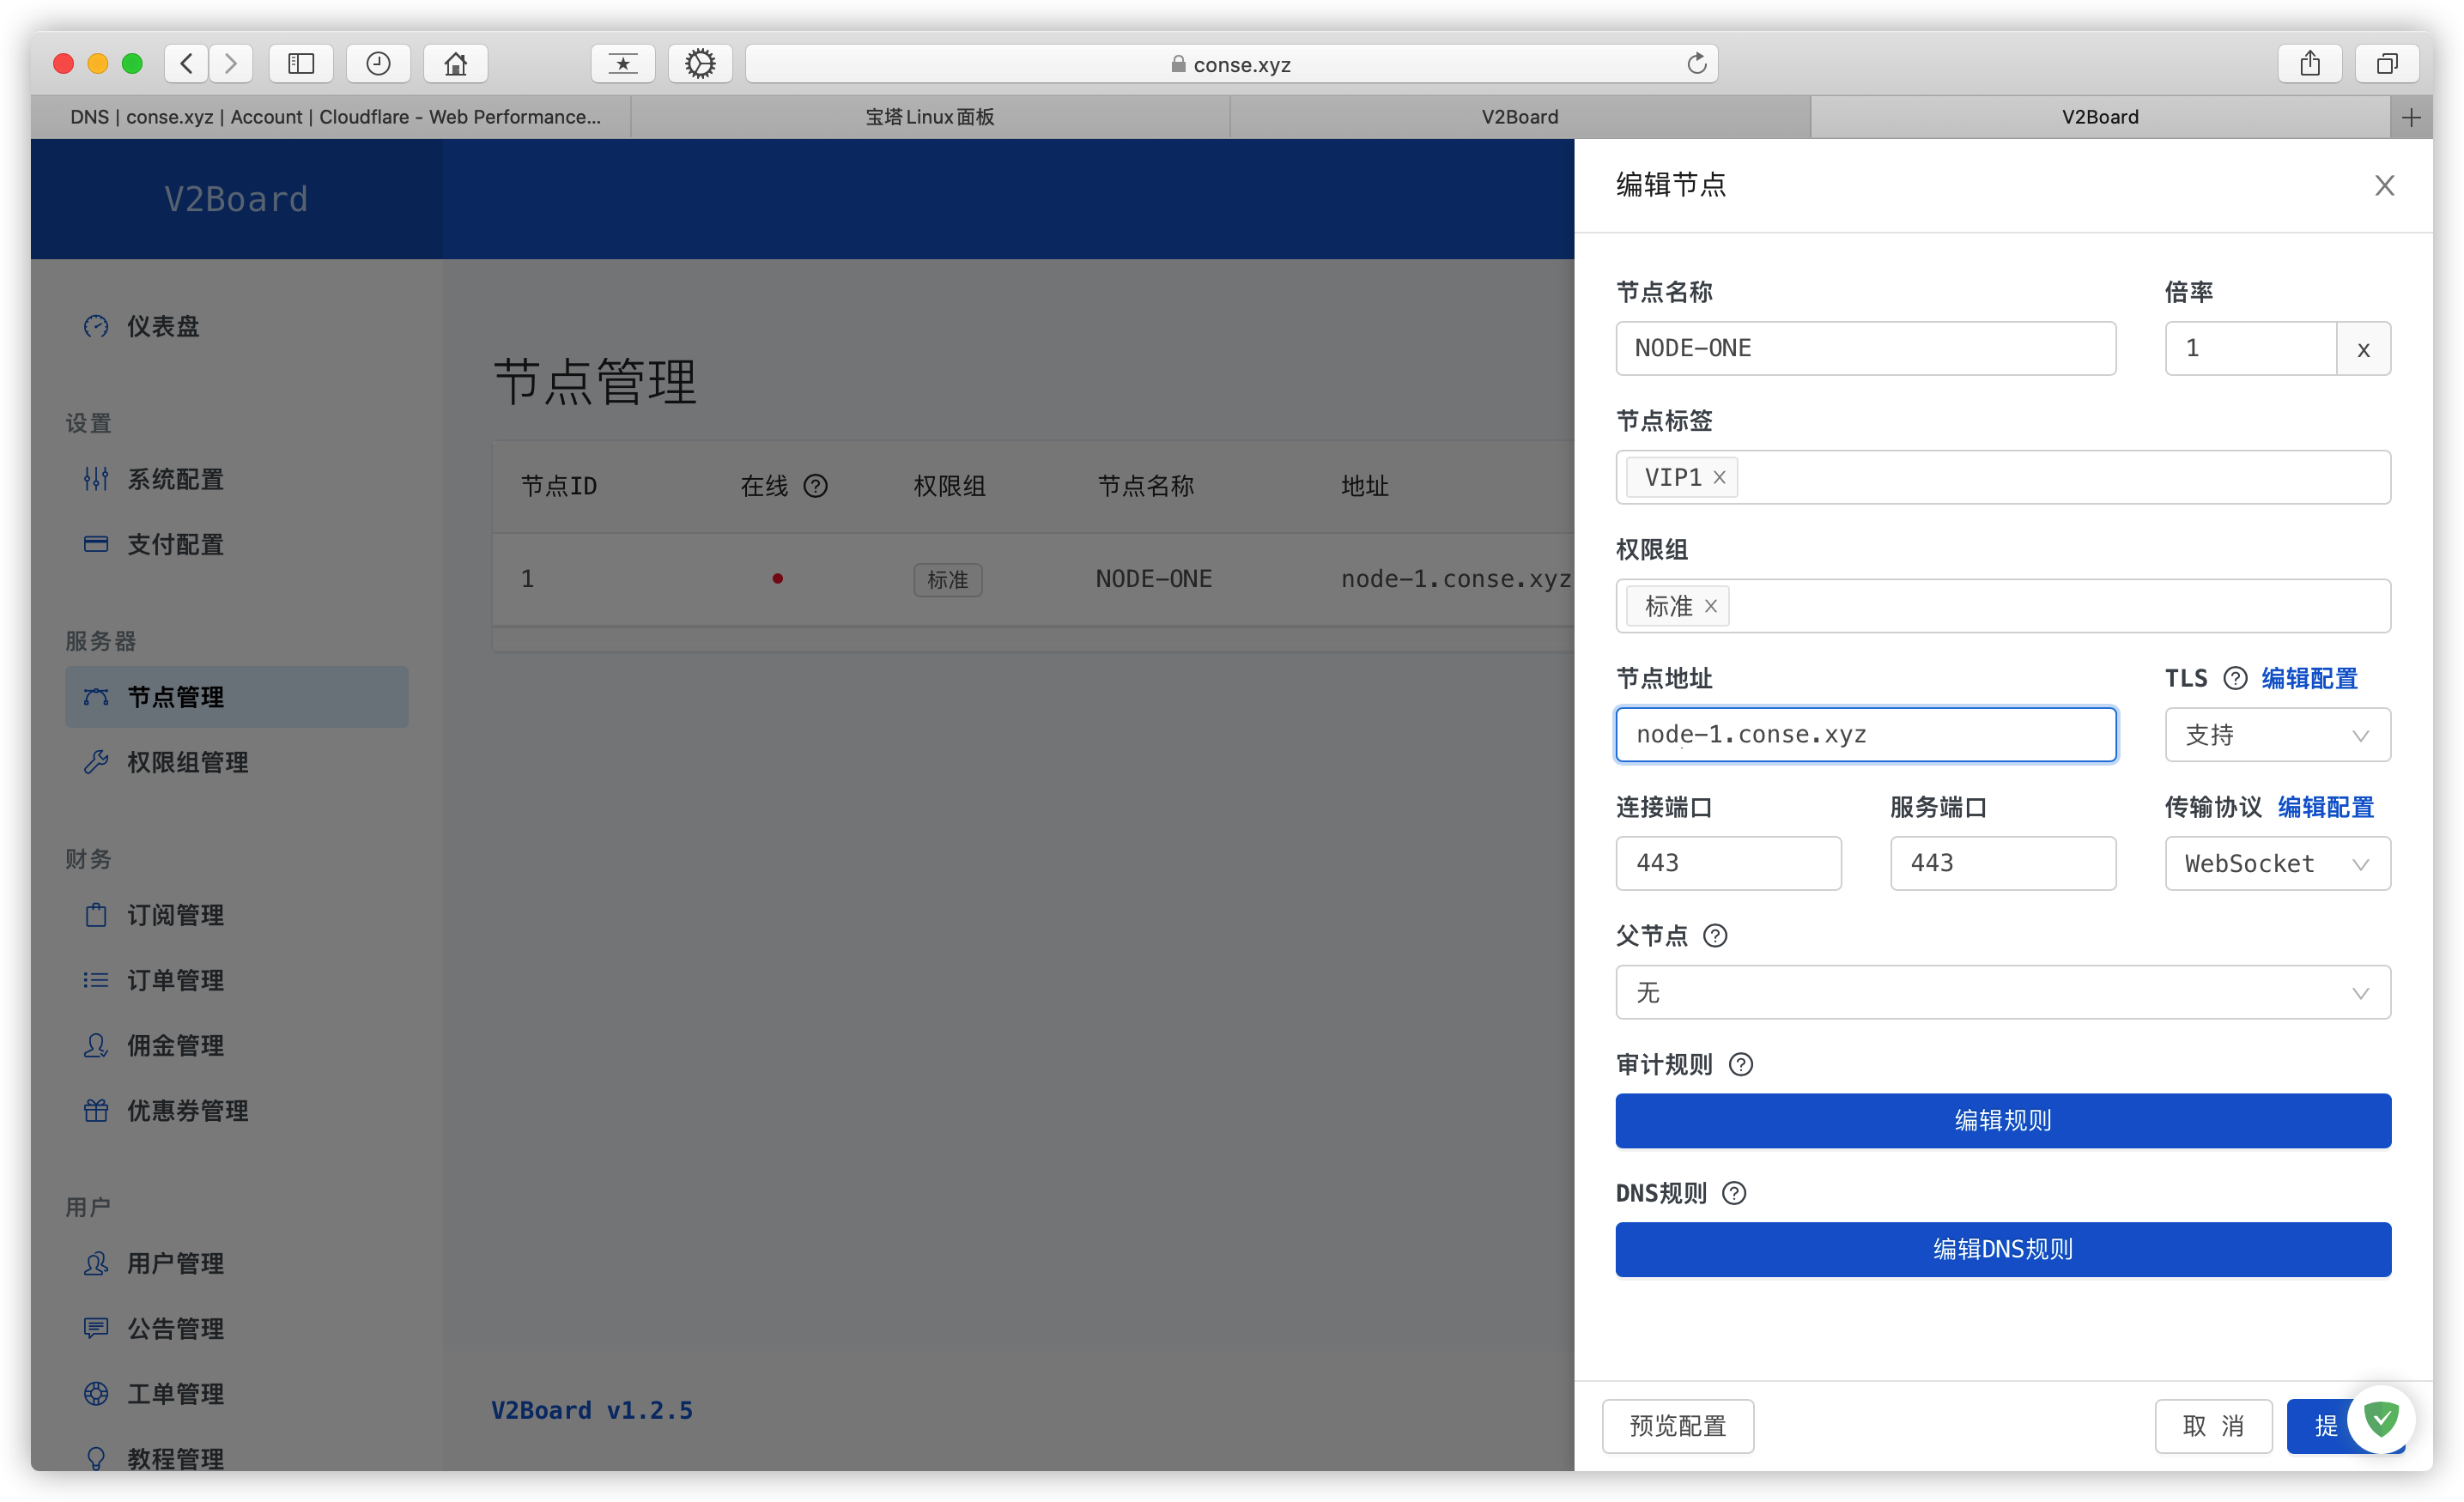 conse.xyz
DNS | conse.xyz | Account | Cloudflare - Web Performance...
宝塔Linux面板
V2Board
V2Board
V2Board
仪表盘
设置
系统配置
支付配置
服务器
节点管理
权限组管理
财务
订阅管理
订单管理
佣金管理
优惠券管理
用户
用户管理
公告管理
工单管理
教程管理
节点管理
节点ID 在线 权限组 节点名称 地址
1 标准 NODE-ONE node-1.conse.xyz
V2Board v1.2.5
编辑节点
节点名称 倍率
NODE-ONE 1 x
节点标签
VIP1
权限组
标准
节点地址 TLS 编辑配置
node-1.conse.xyz 支持
连接端口 服务端口 传输协议 编辑配置
443 443 WebSocket
父节点
无
审计规则
编辑规则
DNS规则
编辑DNS规则
预览配置 取 消 提